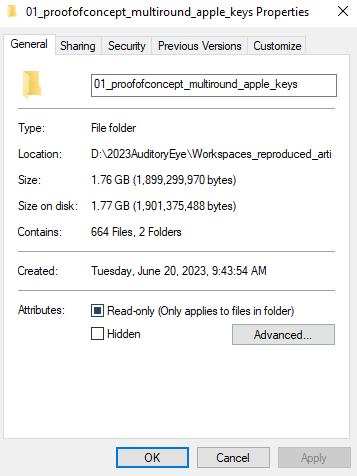 01_proofofconcept_multiround_apple_keys Properties
General Sharing Security Previous Versions Customize
01_proofofconcept_multiround_apple_keys
Type: File folder
Location: D:\2023AuditoryEye\Workspaces_reproduced_arti
Size: 1.76 GB (1,899,299,970 bytes)
Size on disk: 1.77 GB (1,901,375,488 bytes)
Contains: 664 Files, 2 Folders
Created: Tuesday, June 20, 2023, 9:43:54 AM
Attributes: Read-only (Only applies to files in folder)
Hidden Advanced...
OK Cancel Apply